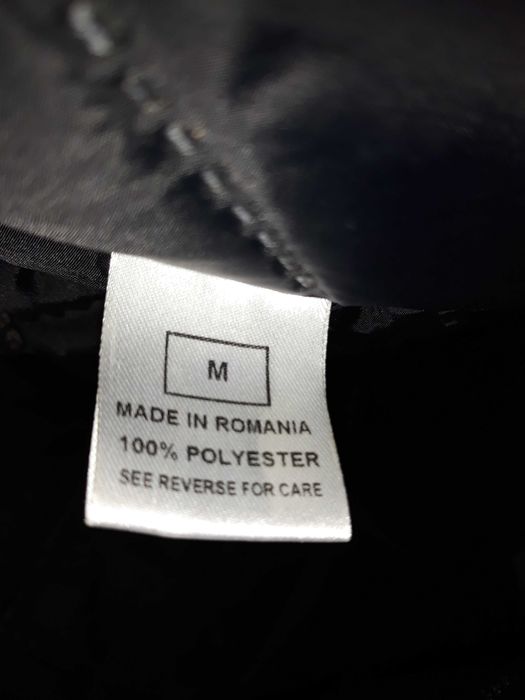 M
MADE IN ROMANIA
100% POLYESTER
SEE REVERSE FOR CARE